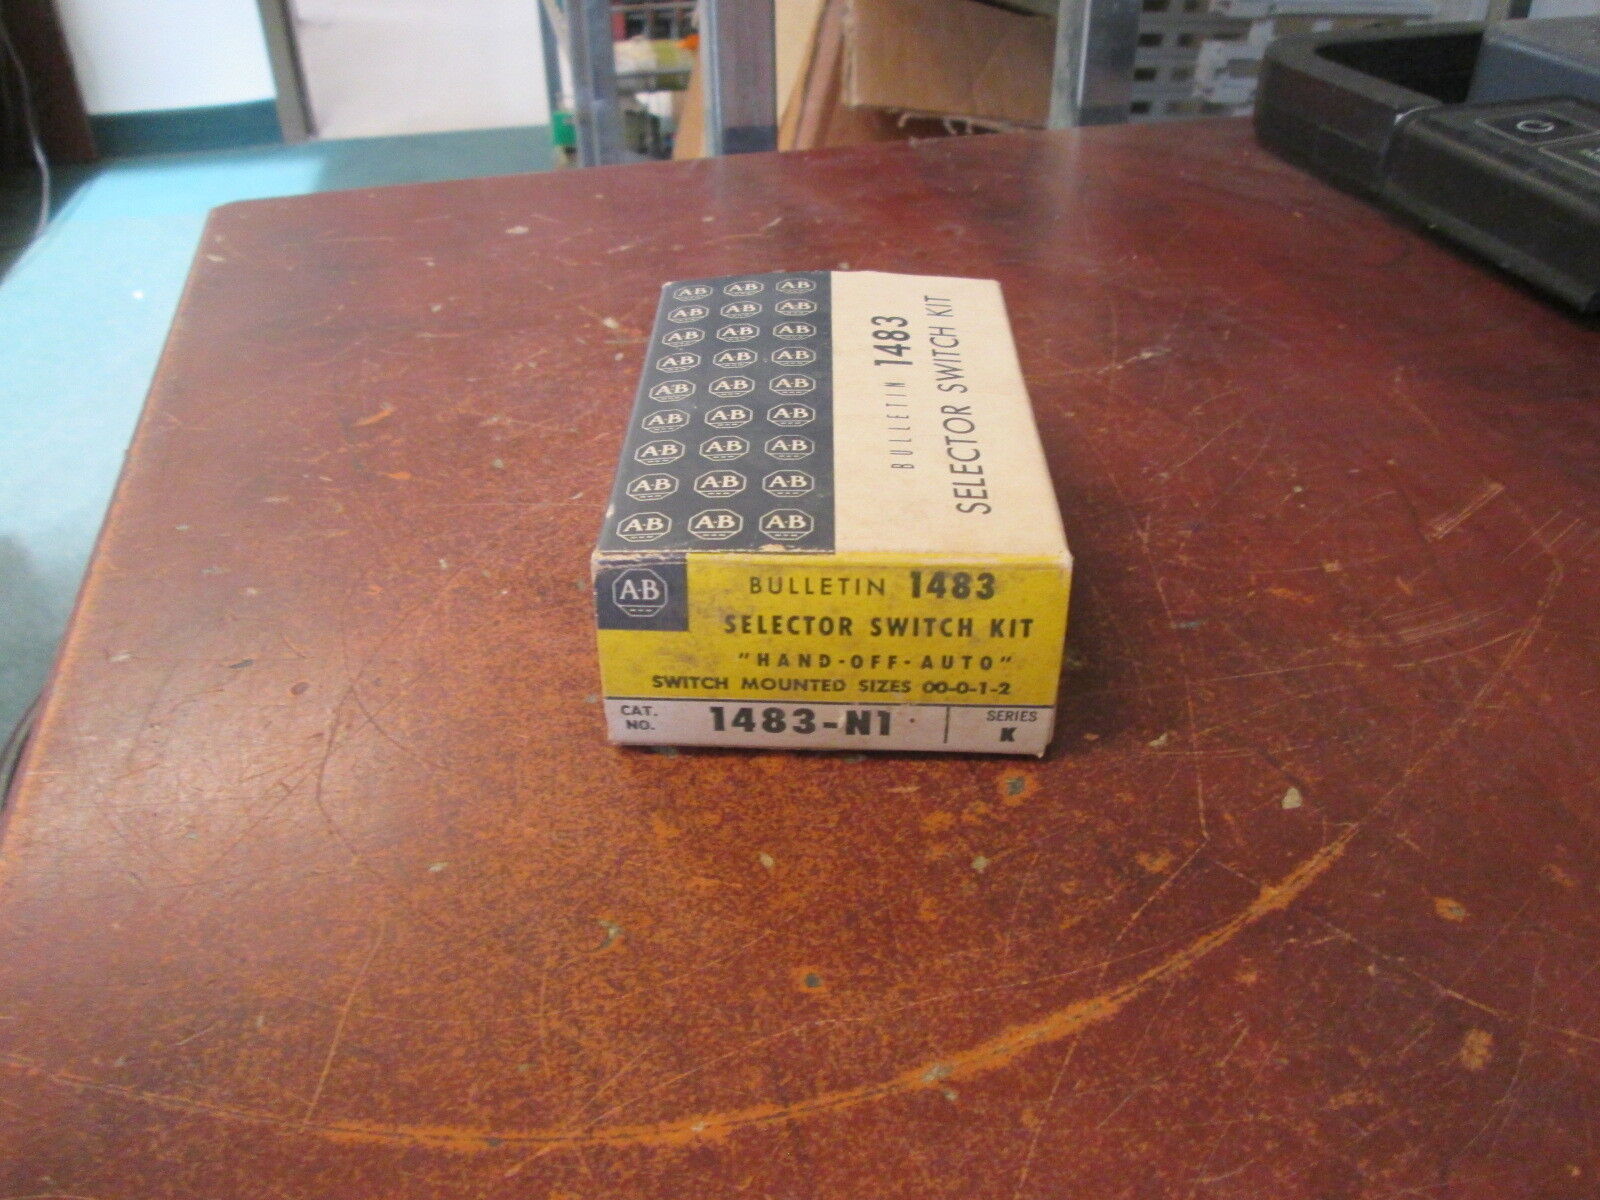 A-B A-B A-B
A-B A-B A-B
A-B A-B A-B
A-B A-B A-B
A-B A-B A-B
A-B A-B A-B
A-B A-B A-B
A-B A-B A-B
A-B A-B A-B
BULLETIN 1483
SELECTOR SWITCH KIT
A-B
BULLETIN 1483
SELECTOR SWITCH KIT
"HAND-OFF-AUTO"
SWITCH MOUNTED SIZES 00-0-1-2
CAT. NO. 1483-N1
SERIES K